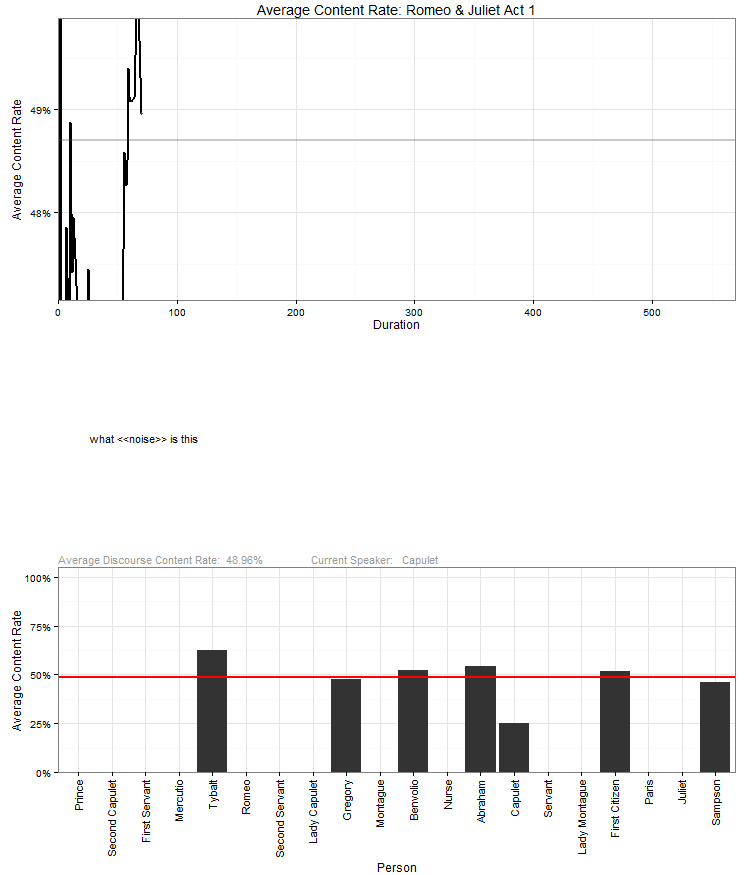 Average Content Rate: Romeo & Juliet Act 1
Average Content Rate
49%
48%
0 100 200 300 400 500
Duration
what <<noise>> is this
Average Discourse Content Rate: 48.96% Current Speaker: Capulet
Average Content Rate
100%
75%
50%
25%
0%
Prince
Second Capulet
First Servant
Mercutio
Tybalt
Romeo
Second Servant
Lady Capulet
Gregory
Montague
Benvolio
Nurse
Abraham
Capulet
Servant
Lady Montague
First Citizen
Paris
Juliet
Sampson
Person